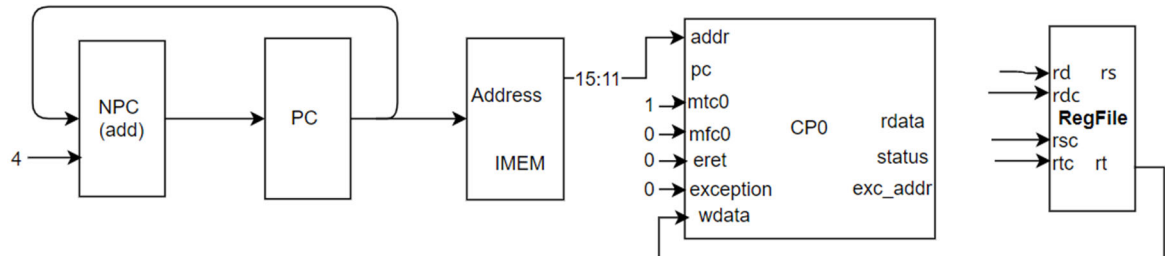 NPC
(add)
4
PC
Address
IMEM
15:11
addr
pc
1
mtc0
0
mfc0
0
eret
0
exception
wdata
CP0
rdata
status
exc_addr
rd rs
rdc
RegFile
rsc
rtc rt